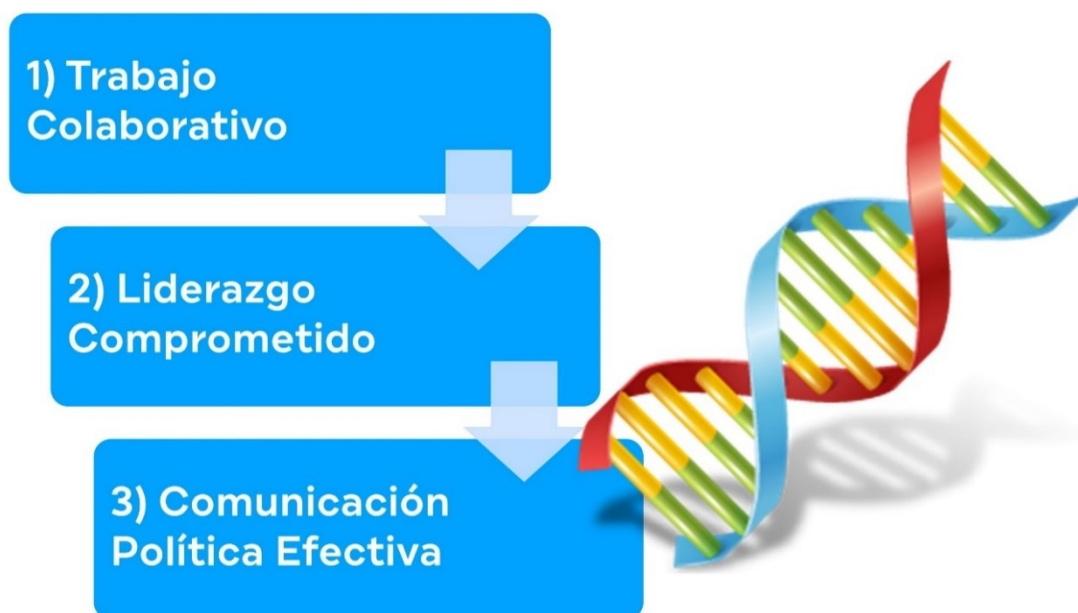 1) Trabajo
Colaborativo
2) Liderazgo
Comprometido
3) Comunicación
Política Efectiva